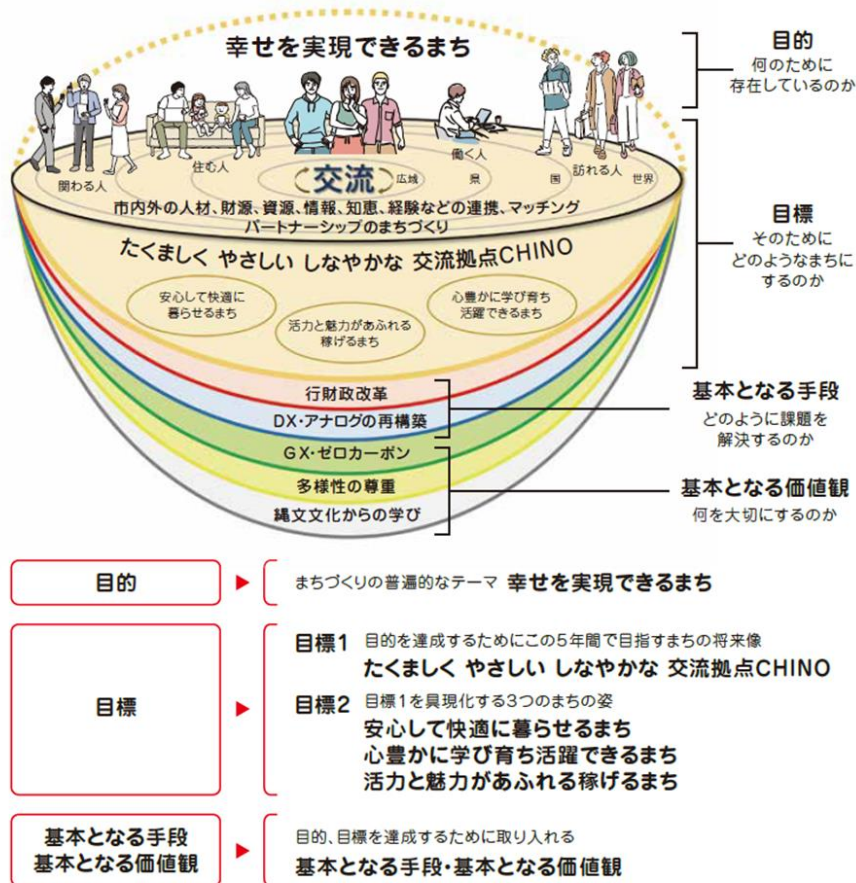 幸せを実現できるまち
目的
何のために
存在しているのか
関わる人
住む人
働く人
訪れる人
交流
広域
県
国
世界
市内外の人材、財源、資源、情報、知恵、経験などの連携、マッチング
パートナーシップのまちづくり
たくましく やさしい しなやかな 交流拠点CHINO
目標
そのために
どのようなまちに
するのか
安心して快適に
暮らせるまち
活力と魅力があふれる
稼げるまち
心豊かに学び育ち
活躍できるまち
行財政改革
DX・アナログの再構築
基本となる手段
どのように課題を
解決するのか
GX・ゼロカーボン
多様性の尊重
縄文文化からの学び
基本となる価値観
何を大切にするのか
目的
まちづくりの普遍的なテーマ 幸せを実現できるまち
目標
目標1 目的を達成するためにこの5年間で目指すまちの将来像
たくましく やさしい しなやかな 交流拠点CHINO
目標2 目標1を具現化する3つのまちの姿
安心して快適に暮らせるまち
心豊かに学び育ち活躍できるまち
活力と魅力があふれる稼げるまち
基本となる手段
基本となる価値観
目的、目標を達成するために取り入れる
基本となる手段・基本となる価値観